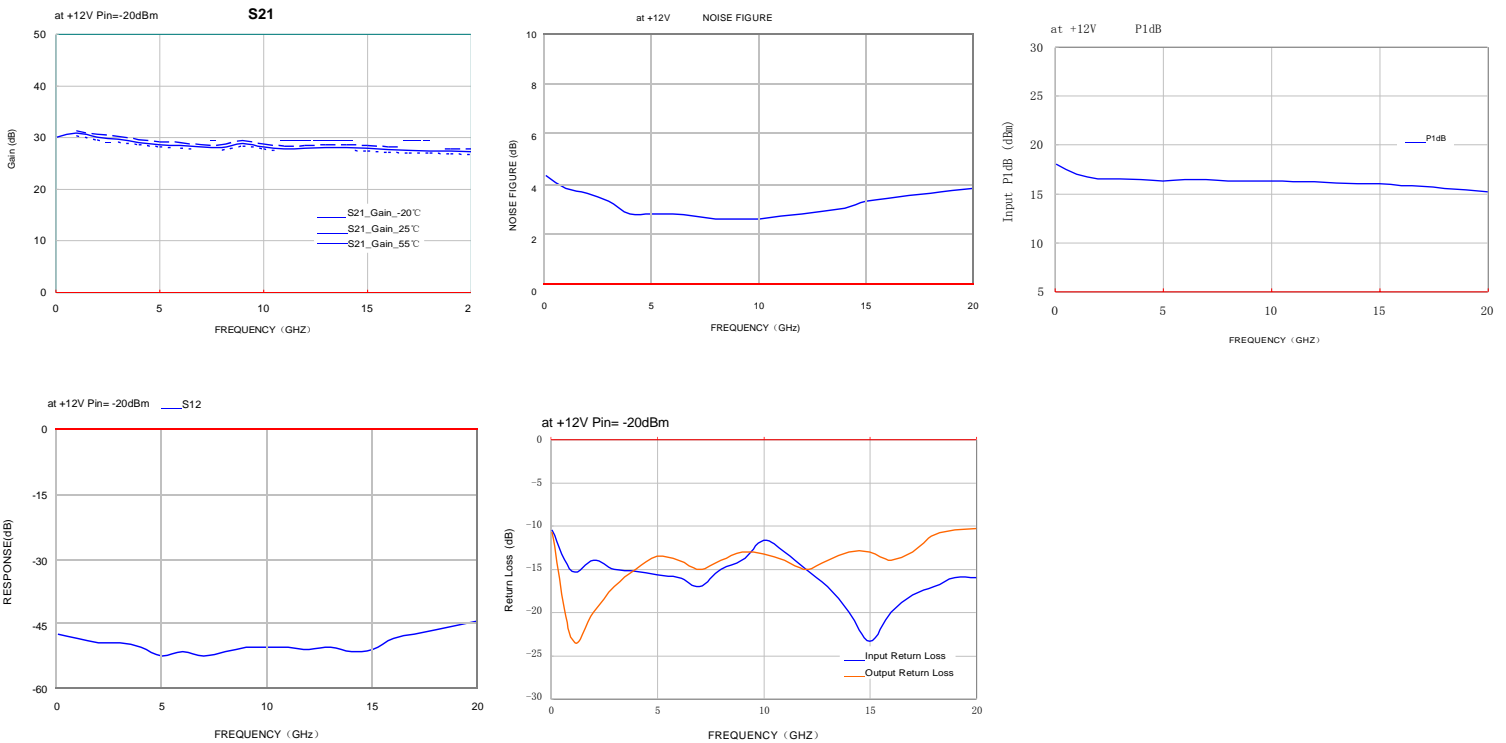 at +12V Pin=-20dBm S21
50
40
30
20
10
0
Gain (dB)
S21_Gain_-20℃
S21_Gain_25℃
S21_Gain_55℃
0 5 10 15 2
FREQUENCY（GHZ）
at +12V NOISE FIGURE
10
8
6
4
2
0
NOISE FIGURE (dB)
0 5 10 15 20
FREQUENCY（GHz)
at +12V P1dB
30
25
20
15
10
5
Input P1dB (dBm)
P1dB
0 5 10 15 20
FREQUENCY（GHZ）
at +12V Pin= -20dBm S12
0
-15
-30
-45
-60
RESPONSE(dB)
0 5 10 15 20
FREQUENCY（GHz）
at +12V Pin= -20dBm
0
-5
-10
-15
-20
-25
-30
Return Loss (dB)
Input Return Loss
Output Return Loss
0 5 10 15 20
FREQUENCY（GHZ）